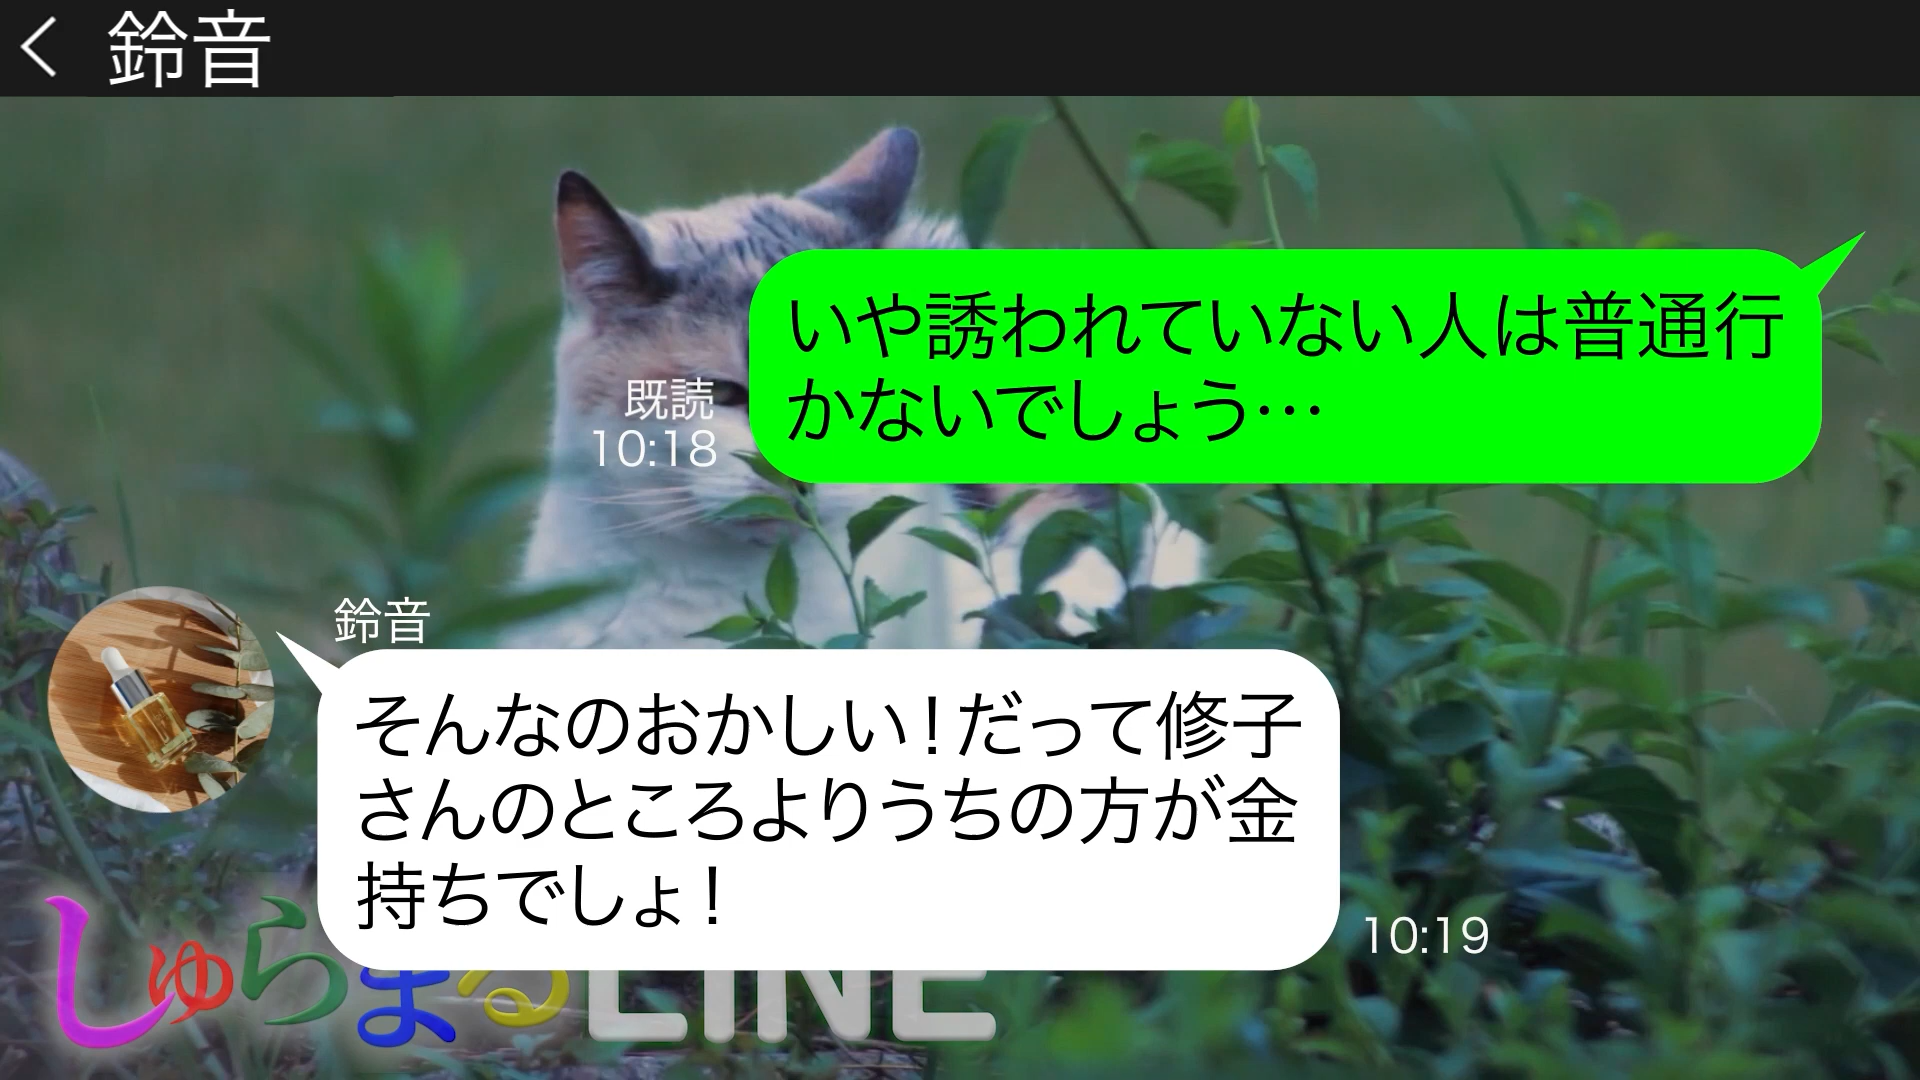 鈴音
いや誘われていない人は普通行
かないでしょう…
既読
10:18
鈴音
そんなのおかしい！だって修子
さんのところよりうちの方が金
持ちでしょ！
10:19
しゅらまるLINE